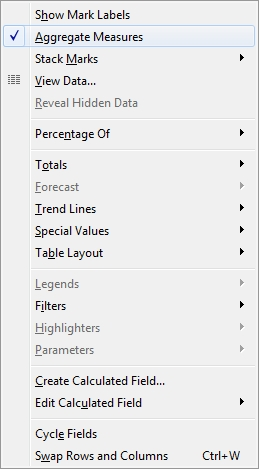 Show Mark Labels
Aggregate Measures
Stack Marks
View Data...
Reveal Hidden Data
Percentage Of
Totals
Forecast
Trend Lines
Special Values
Table Layout
Legends
Filters
Highlighters
Parameters
Create Calculated Field...
Edit Calculated Field
Cycle Fields
Swap Rows and Columns Ctrl+W